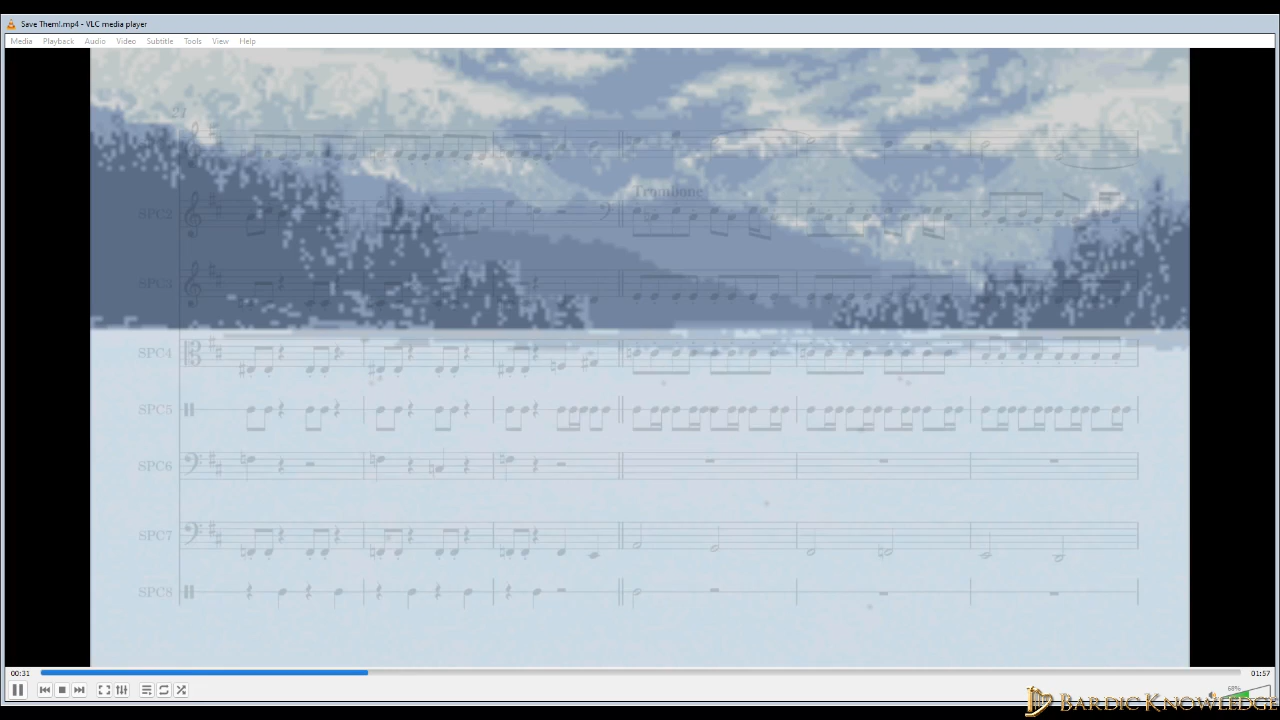 Save Them!.mp4 - VLC media player
Media Playback Audio Video Subtitle Tools View Help
Trombone
SPC2
SPC3
SPC4
SPC5
SPC6
SPC7
SPC8
00:31
01:57
68%
BARDIC KNOWLEDGE